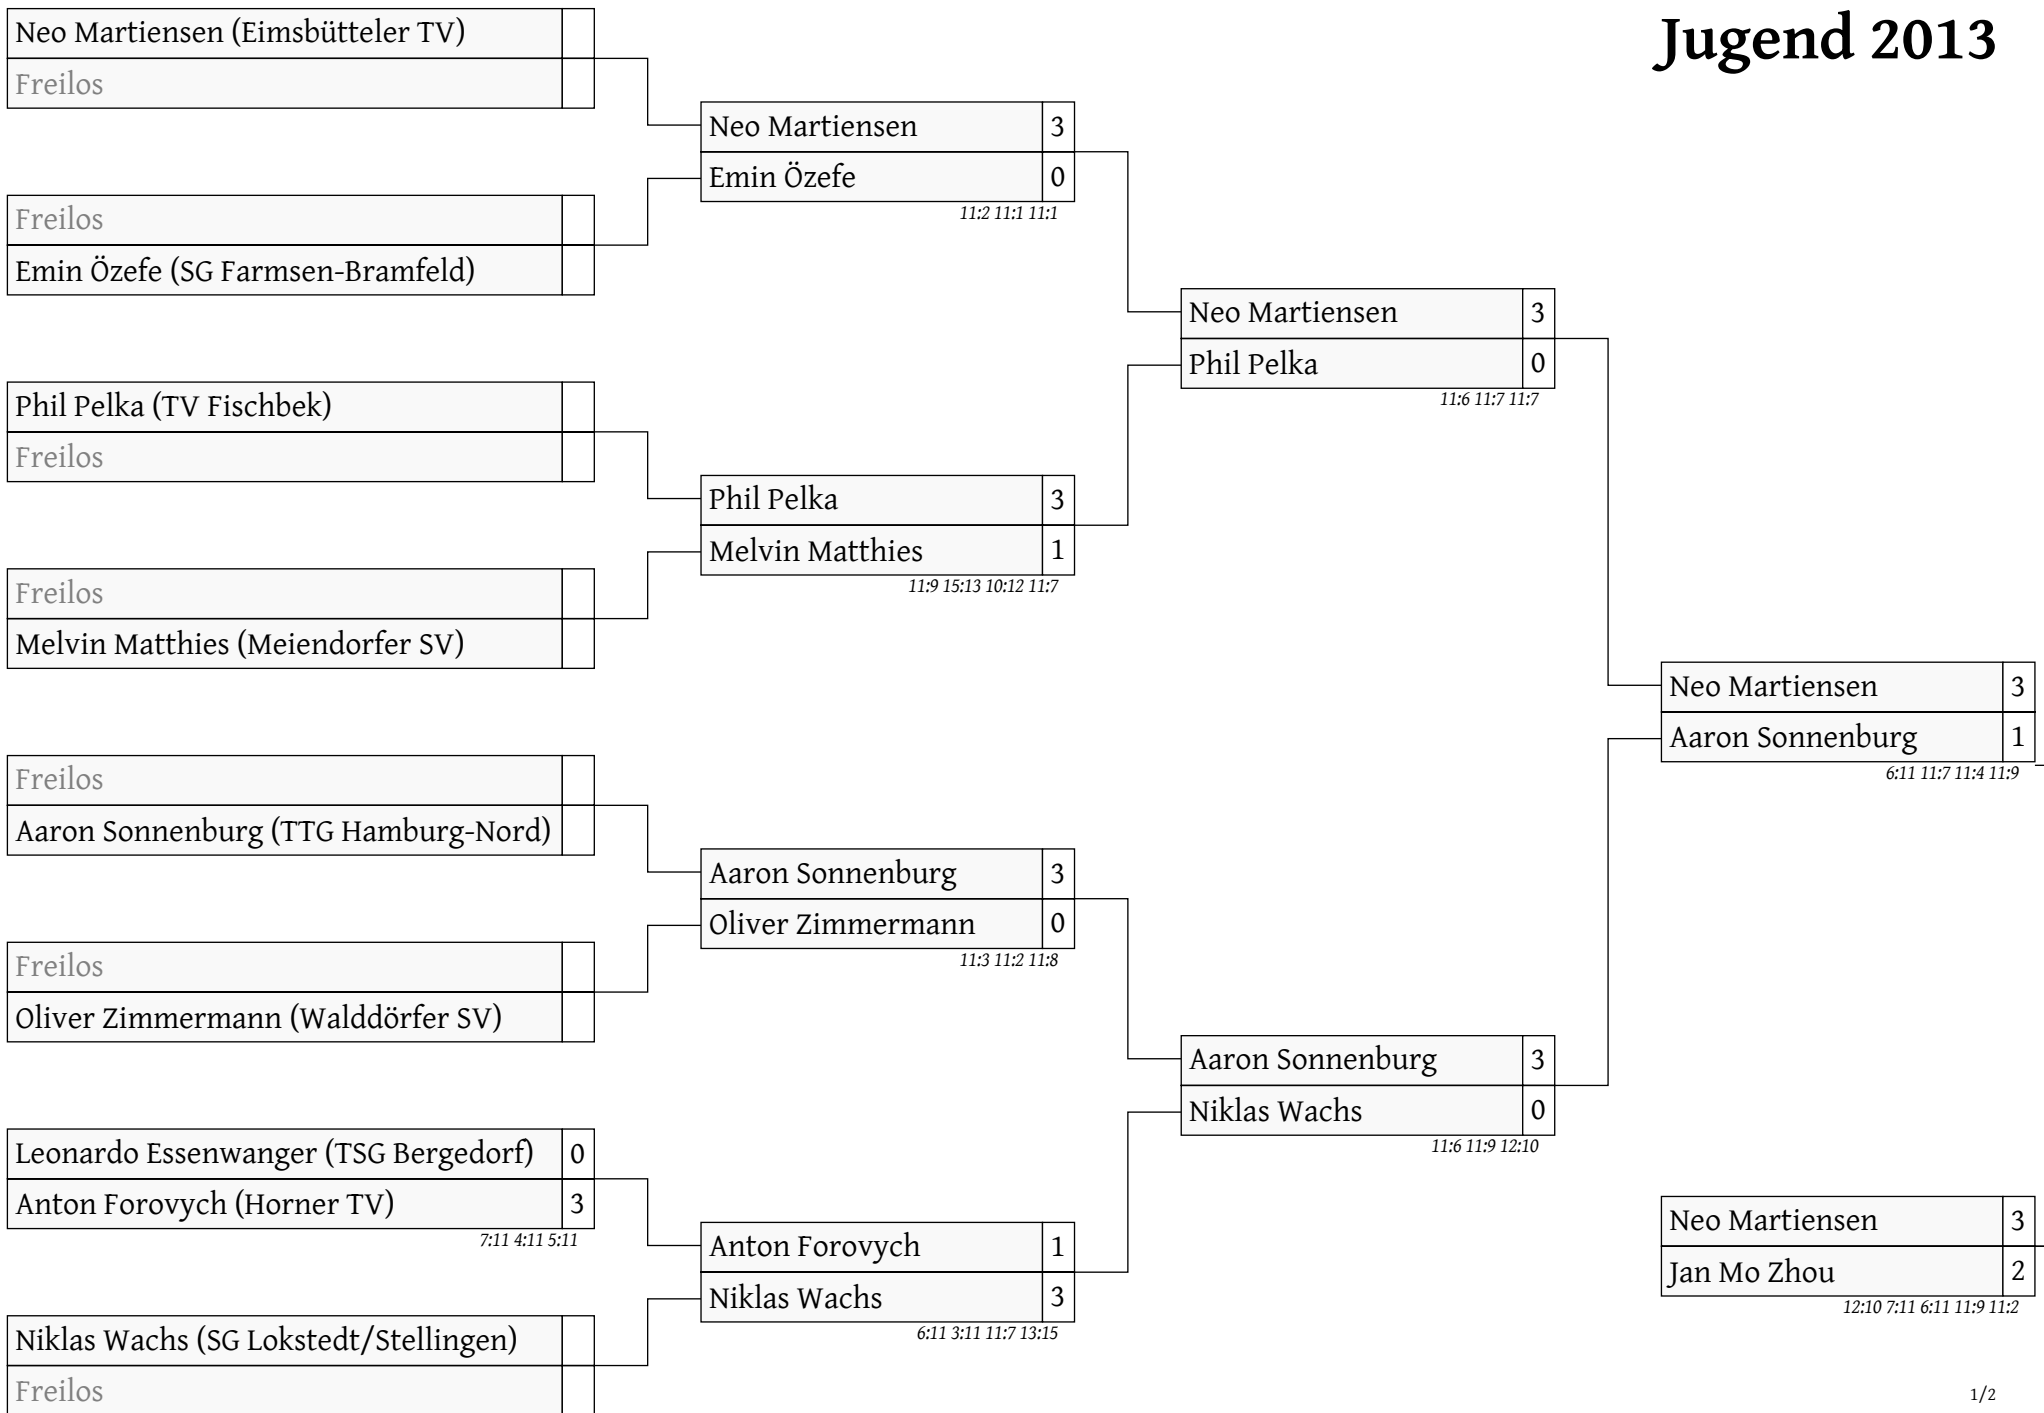 Jugend 2013
Neo Martiensen (Eimsbütteler TV)
Freilos
Freilos
Emin Özefe (SG Farmsen-Bramfeld)
Phil Pelka (TV Fischbek)
Freilos
Freilos
Melvin Matthies (Meiendorfer SV)
Freilos
Aaron Sonnenburg (TTG Hamburg-Nord)
Freilos
Oliver Zimmermann (Walddörfer SV)
Leonardo Essenwanger (TSG Bergedorf) 0
Anton Forovych (Horner TV) 3
7:11 4:11 5:11
Niklas Wachs (SG Lokstedt/Stellingen)
Freilos
Neo Martiensen 3
Emin Özefe 0
11:2 11:1 11:1
Phil Pelka 3
Melvin Matthies 1
11:9 15:13 10:12 11:7
Aaron Sonnenburg 3
Oliver Zimmermann 0
11:3 11:2 11:8
Anton Forovych 1
Niklas Wachs 3
6:11 3:11 11:7 13:15
Neo Martiensen 3
Phil Pelka 0
11:6 11:7 11:7
Aaron Sonnenburg 3
Niklas Wachs 0
11:6 11:9 12:10
Neo Martiensen 3
Aaron Sonnenburg 1
6:11 11:7 11:4 11:9
Neo Martiensen 3
Jan Mo Zhou 2
12:10 7:11 6:11 11:9 11:2
1/2